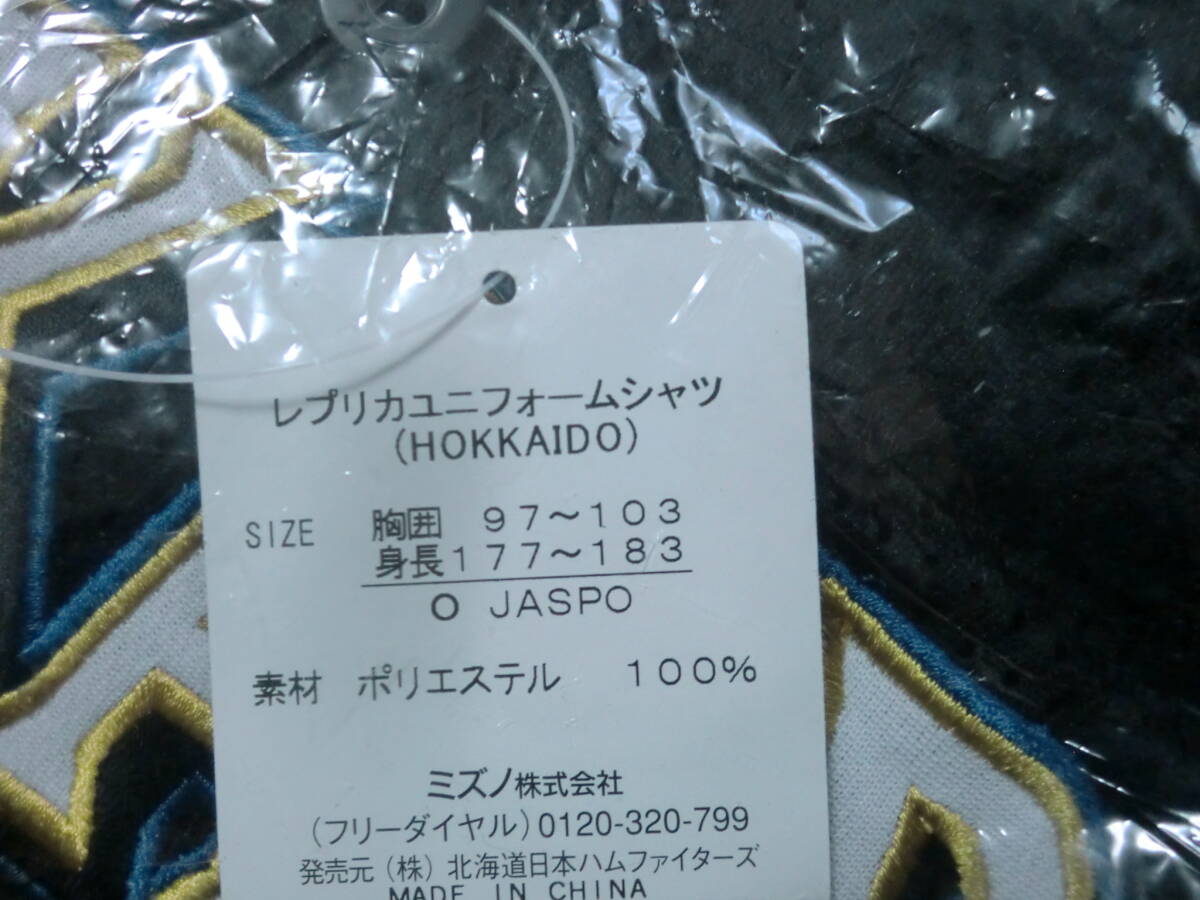 レプリカユニフォームシャツ
(HOKKAIDO)
SIZE 胸囲 97~103
身長177~183
O JASPO
素材 ポリエステル 100%
ミズノ株式会社
(フリーダイヤル)0120-320-799
発売元(株)北海道日本ハムファイターズ
MADE IN CHINA